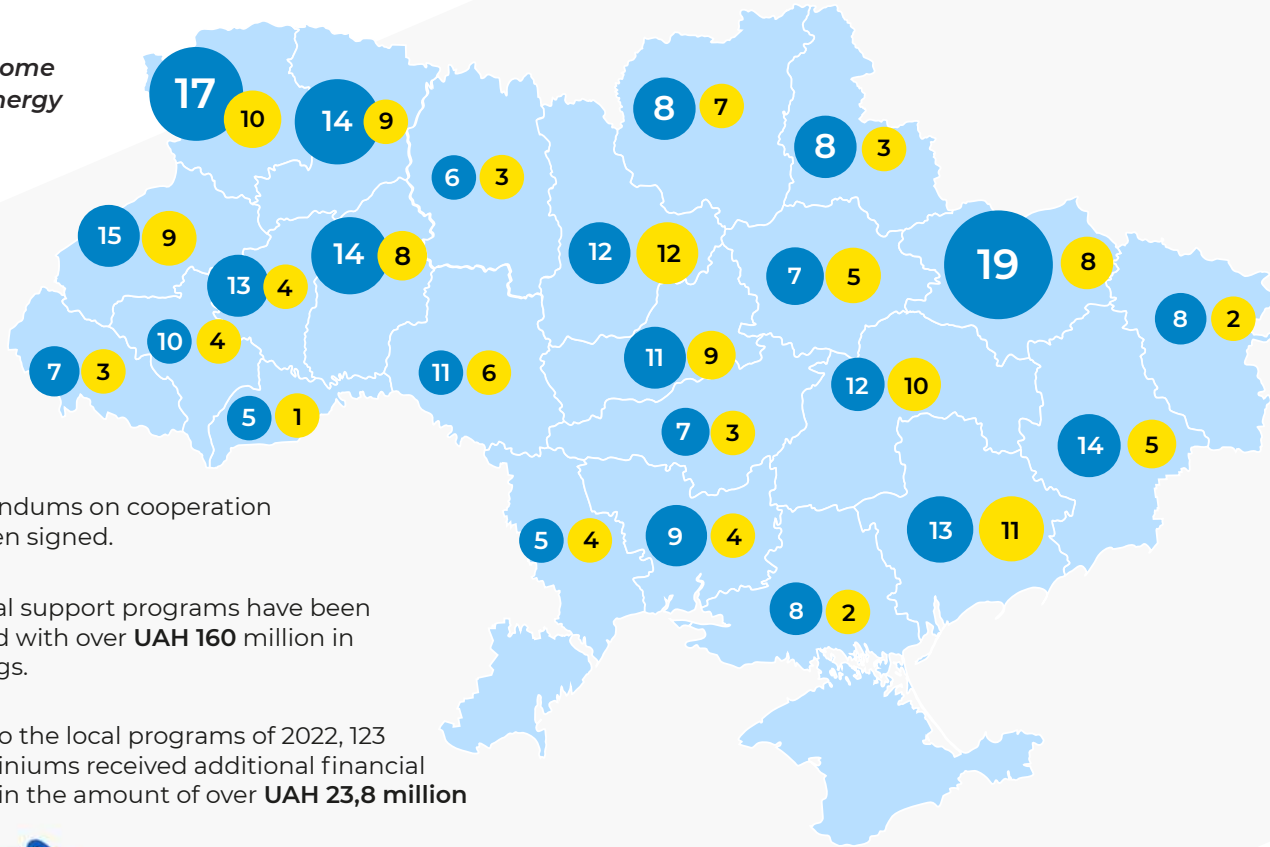 ome
nergy
17 10
14 9
8 7
8 3
6 3
15 9
14 8
12 12
7 5
19 8
13 4
8 2
10 4
11 9
7 3
11 6
12 10
5 1
7 3
14 5
5 4
9 4
13 11
8 2
ndums on cooperation
en signed.
al support programs have been
d with over UAH 160 million in
gs.
o the local programs of 2022, 123
iniums received additional financial
in the amount of over UAH 23,8 million